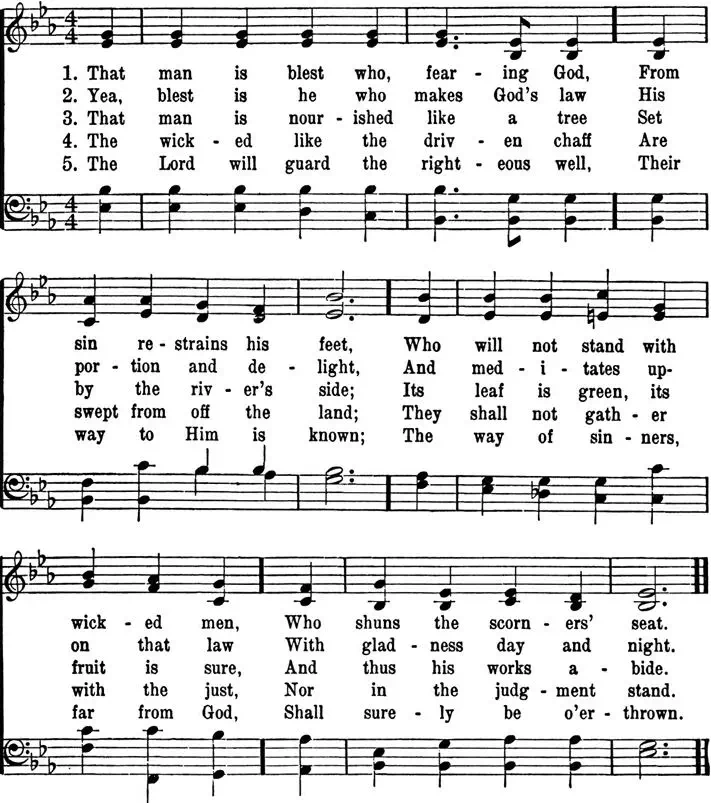 1. That man is blest who, fear - ing God, From
2. Yea, blest is he who makes God's law His
3. That man is nour - ished like a tree Set
4. The wick - ed like the driv - en chaff Are
5. The Lord will guard the right - eous well, Their
sin re - strains his feet, Who will not stand with
por - tion and de - light, And med - i - tates up-
by the riv - er's side; Its leaf is green, its
swept from off the land; They shall not gath - er
way to Him is known; The way of sin - ners,
wick - ed men, Who shuns the scorn - ers' seat.
on that law With glad - ness day and night.
fruit is sure, And thus his works a - bide.
with the just, Nor in the judg - ment stand.
far from God, Shall sure - ly be o'er - thrown.